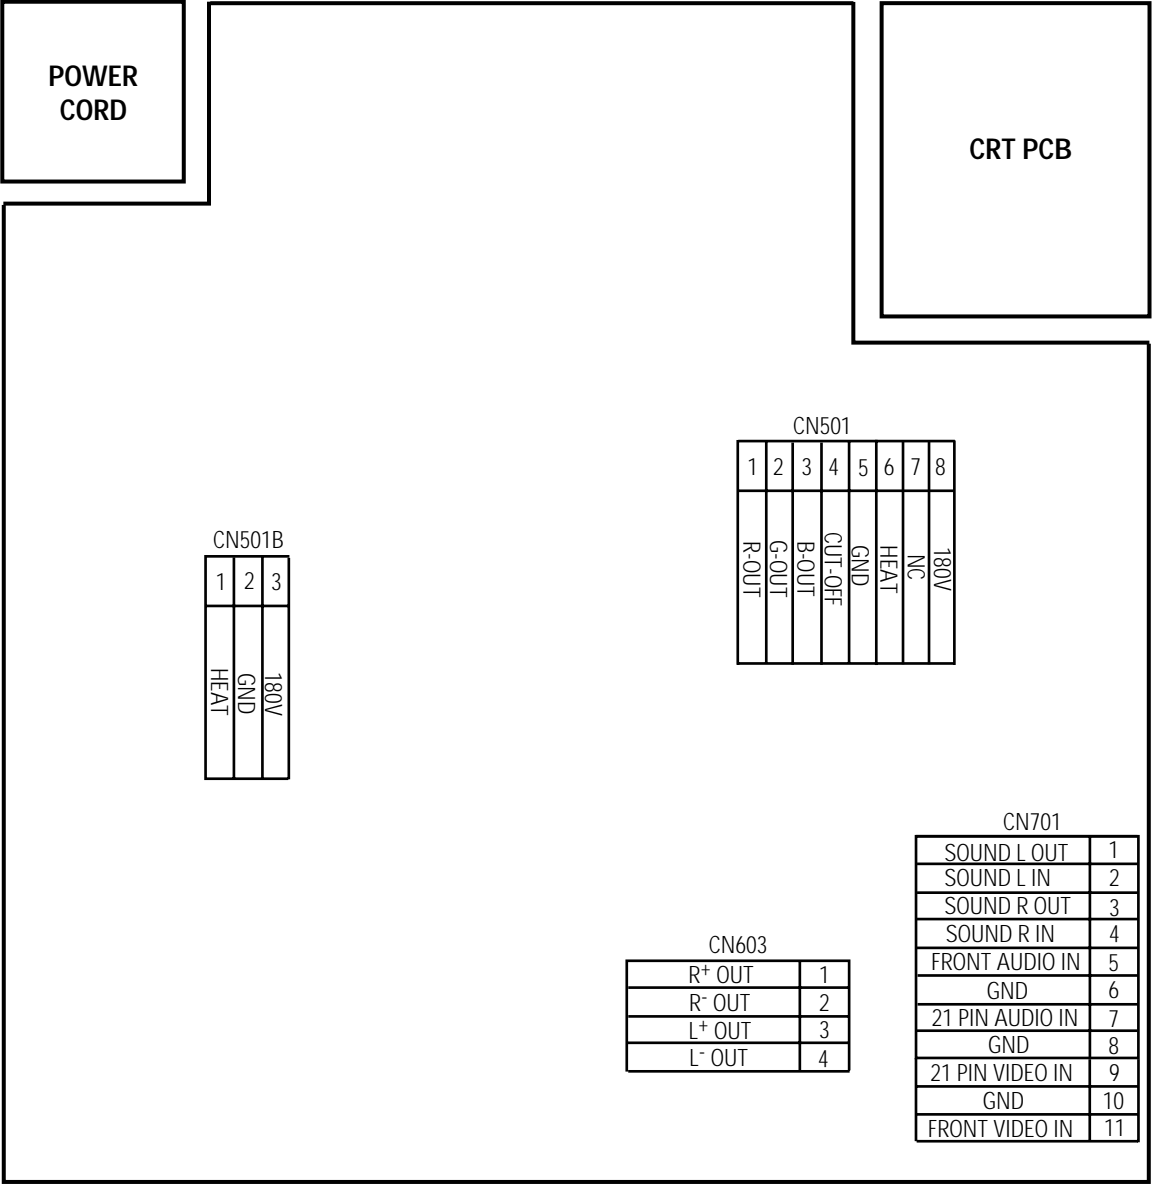 POWER
CORD
CRT PCB
CN501
1 2 3 4 5 6 7 8
R-OUT
G-OUT
B-OUT
CUT-OFF
GND
HEAT
NC
180V
CN501B
1 2 3
HEAT
GND
180V
CN701
SOUND L OUT 1
SOUND L IN 2
SOUND R OUT 3
SOUND R IN 4
FRONT AUDIO IN 5
GND 6
21 PIN AUDIO IN 7
GND 8
21 PIN VIDEO IN 9
GND 10
FRONT VIDEO IN 11
CN603
R+ OUT 1
R- OUT 2
L+ OUT 3
L- OUT 4